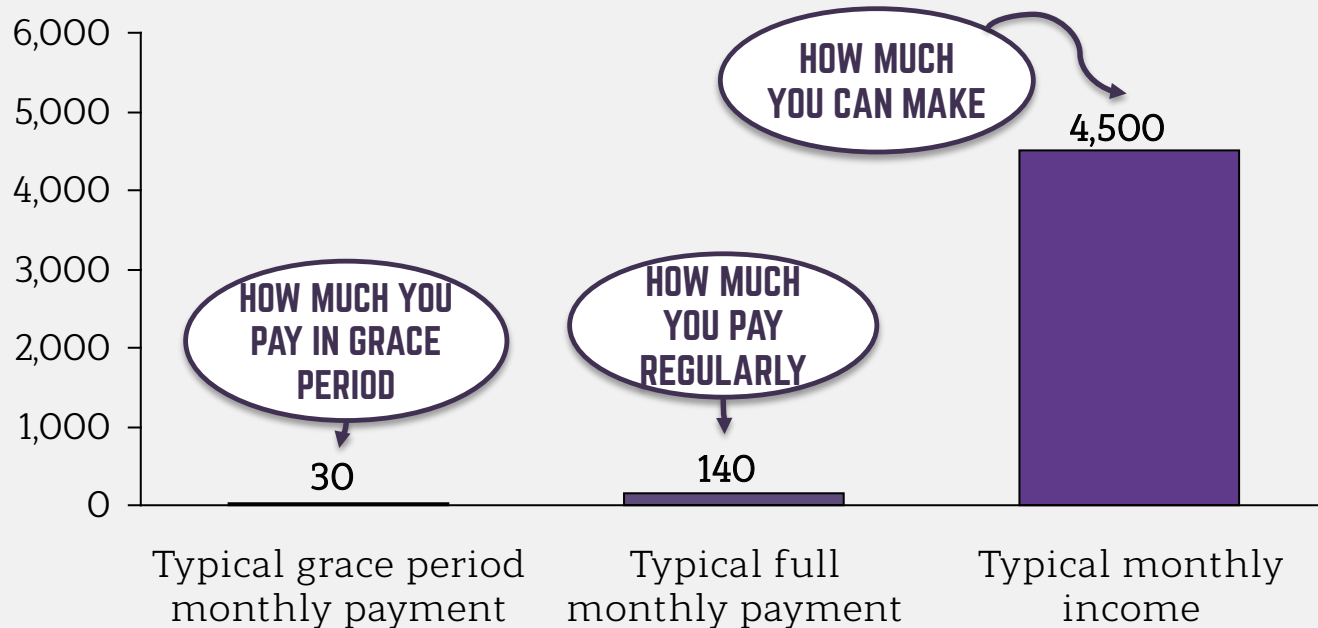 6,000
5,000
4,000
3,000
2,000
1,000
0
HOW MUCH YOU
PAY IN GRACE
PERIOD
30
HOW MUCH
YOU PAY
REGULARLY
140
HOW MUCH
YOU CAN MAKE
4,500
Typical grace period
monthly payment
Typical full
monthly payment
Typical monthly
income